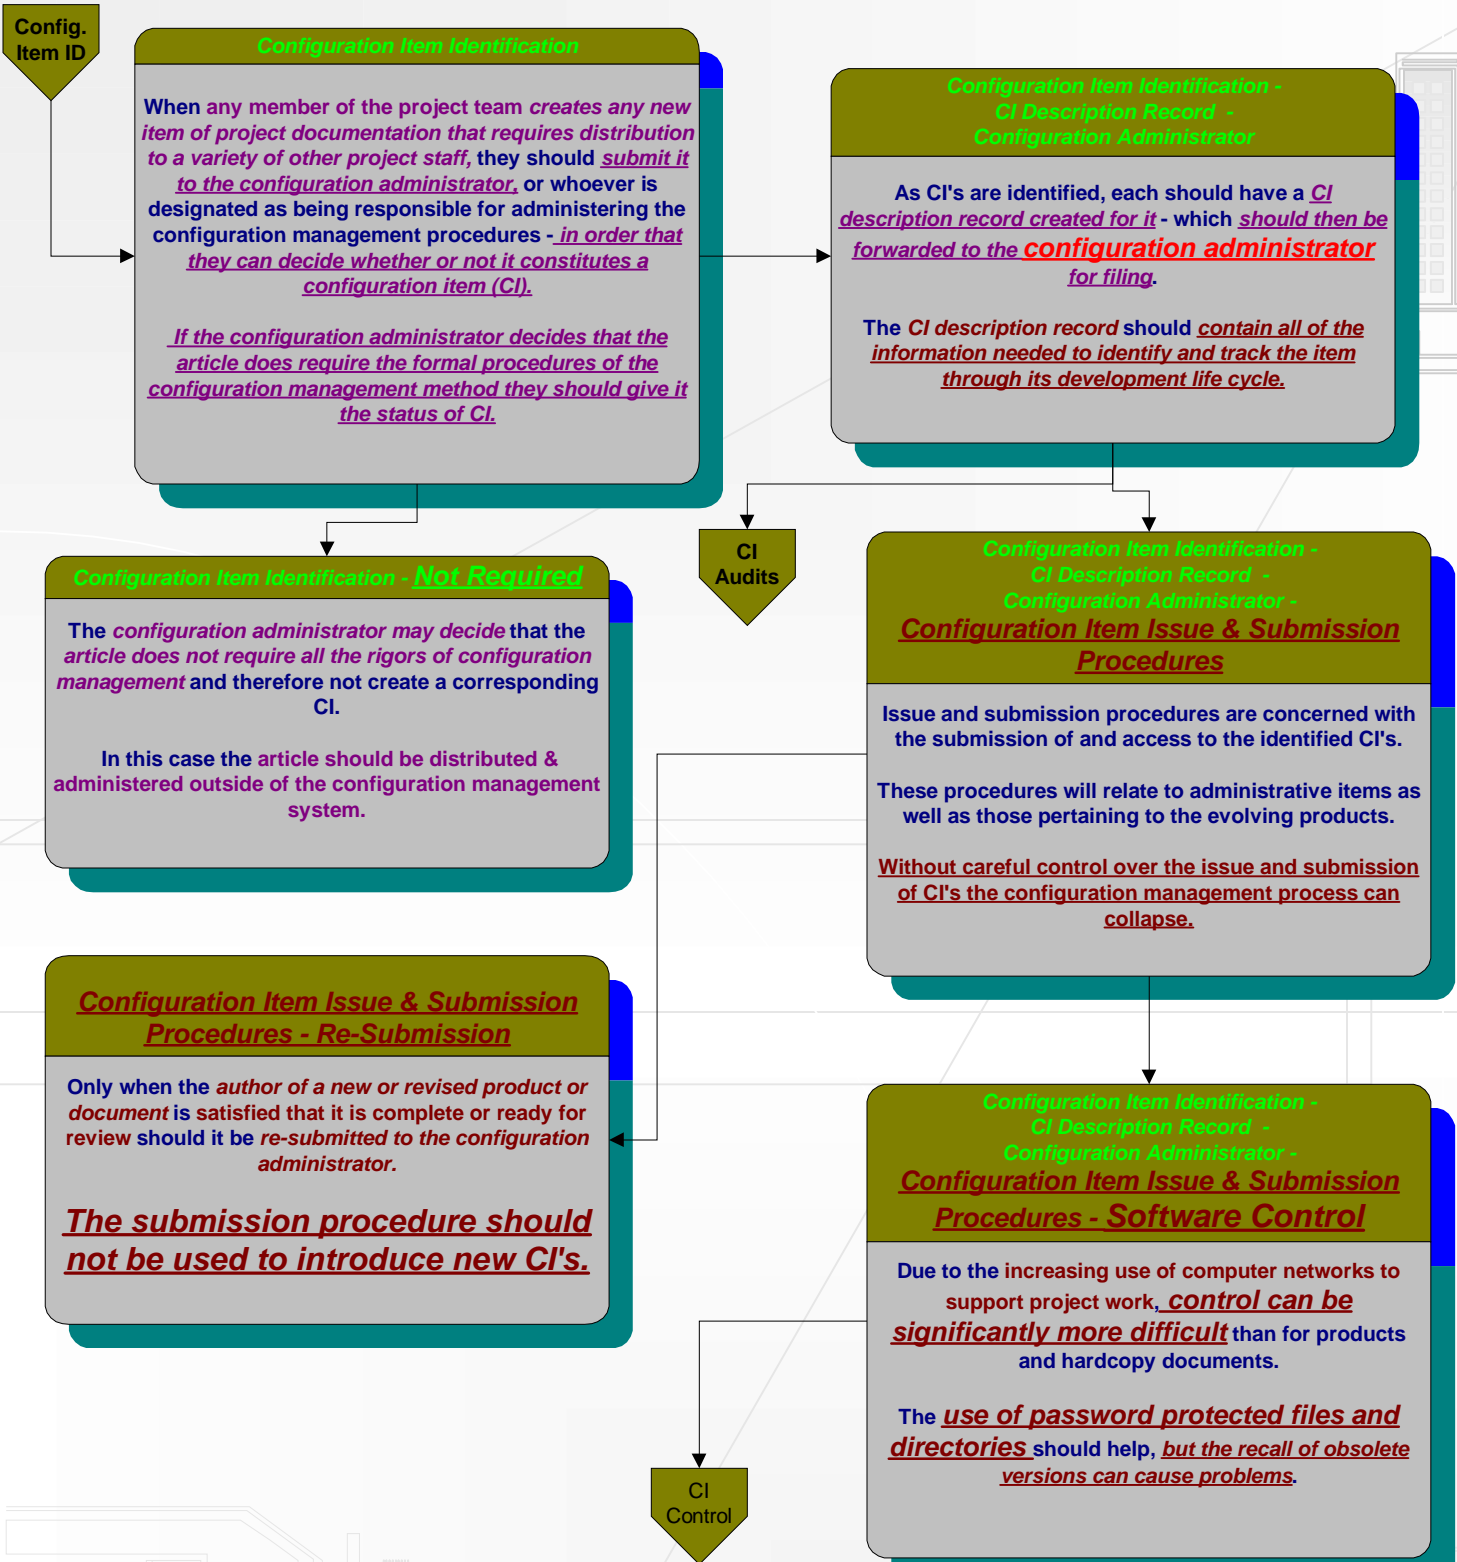 Config.
Item ID
Configuration Item Identification
When any member of the project team creates any new
item of project documentation that requires distribution
to a variety of other project staff, they should submit it
to the configuration administrator, or whoever is
designated as being responsible for administering the
configuration management procedures - in order that
they can decide whether or not it constitutes a
configuration item (CI).
If the configuration administrator decides that the
article does require the formal procedures of the
configuration management method they should give it
the status of CI.
Configuration Item Identification -
CI Description Record -
Configuration Administrator
As CI's are identified, each should have a CI
description record created for it - which should then be
forwarded to the configuration administrator
for filing.
The CI description record should contain all of the
information needed to identify and track the item
through its development life cycle.
Configuration Item Identification - Not Required
The configuration administrator may decide that the
article does not require all the rigors of configuration
management and therefore not create a corresponding
CI.
In this case the article should be distributed &
administered outside of the configuration management
system.
CI
Audits
Configuration Item Identification -
CI Description Record -
Configuration Administrator -
Configuration Item Issue & Submission
Procedures
Issue and submission procedures are concerned with
the submission of and access to the identified CI's.
These procedures will relate to administrative items as
well as those pertaining to the evolving products.
Without careful control over the issue and submission
of CI's the configuration management process can
collapse.
Configuration Item Issue & Submission
Procedures - Re-Submission
Only when the author of a new or revised product or
document is satisfied that it is complete or ready for
review should it be re-submitted to the configuration
administrator.
The submission procedure should
not be used to introduce new CI's.
Configuration Item Identification -
CI Description Record -
Configuration Administrator -
Configuration Item Issue & Submission
Procedures - Software Control
Due to the increasing use of computer networks to
support project work, control can be
significantly more difficult than for products
and hardcopy documents.
The use of password protected files and
directories should help, but the recall of obsolete
versions can cause problems.
CI
Control